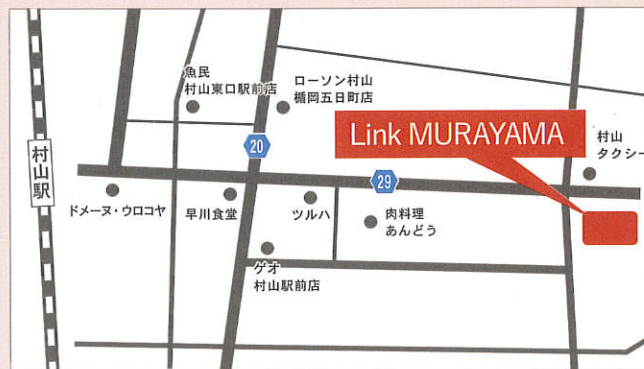 魚民
村山東口駅前店
ローソン村山
楯岡五日町店
20
Link MURAYAMA
村山
タクシー
村山駅
29
ドメーヌ・ウロコヤ
早川食堂
ツルハ
肉料理
あんどう
ゲオ
村山駅前店